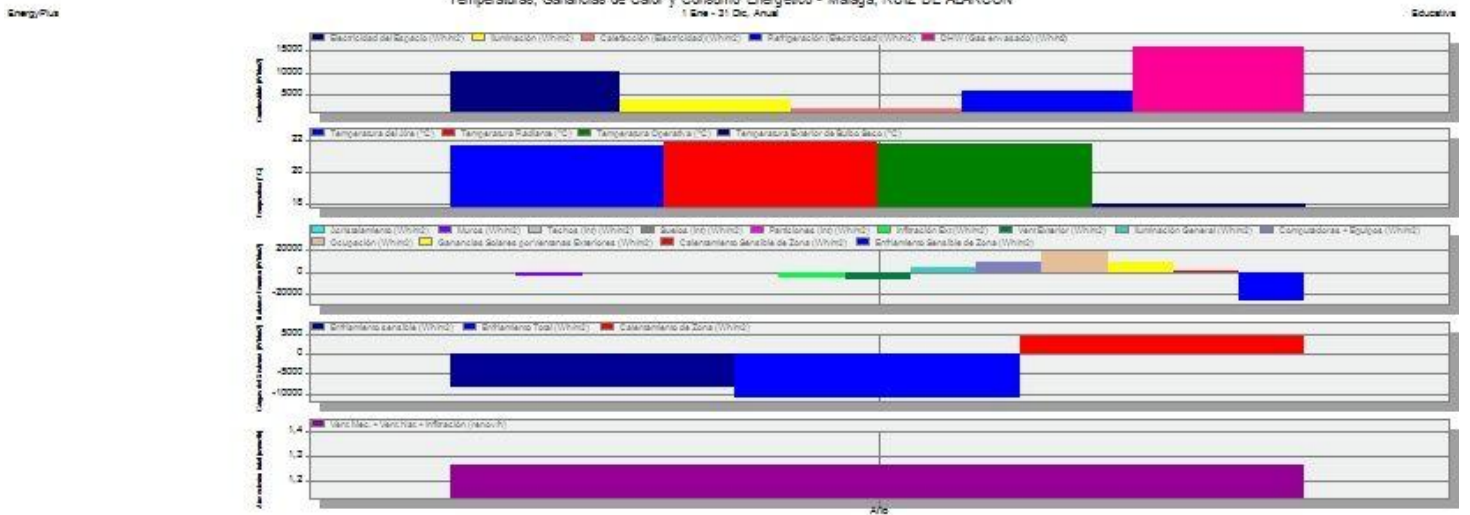 Temperaturas, Ganancias de Calor y Consumo Energético - Málaga, RUIZ DE ALARCÓN
EnergyPlus
1 Ene - 31 Dic, Anual
Educativa
Electricidad del Espacio (Wh/m2) Iluminación (Wh/m2) Calefacción (Electricidad) (Wh/m2) Refrigeración (Electricidad) (Wh/m2) DHW (Gas envasado) (Wh/m2)
15000
10000
5000
Temperatura del Aire (°C) Temperatura Radiante (°C) Temperatura Operativa (°C) Temperatura Exterior de Bulbo Seco (°C)
22
20
18
Temperatura (°C)
Acristalamiento (Wh/m2) Muros (Wh/m2) Techos (Int) (Wh/m2) Suelos (Int) (Wh/m2) Particiones (Int) (Wh/m2) Infiltración Ext (Wh/m2) Vent Exterior (Wh/m2) Iluminación General (Wh/m2) Computadoras + Equipos (Wh/m2)
Ocupación (Wh/m2) Ganancias Solares por Ventanas Exteriores (Wh/m2) Calentamiento Sensible de Zona (Wh/m2) Enfriamiento Sensible de Zona (Wh/m2)
20000
0
-20000
Enfriamiento sensible (Wh/m2) Enfriamiento Total (Wh/m2) Calentamiento de Zona (Wh/m2)
5000
0
-5000
-10000
Vent Mec. + Vent Nat + Infiltración (renov/h)
1,4
1,3
1,2
Año